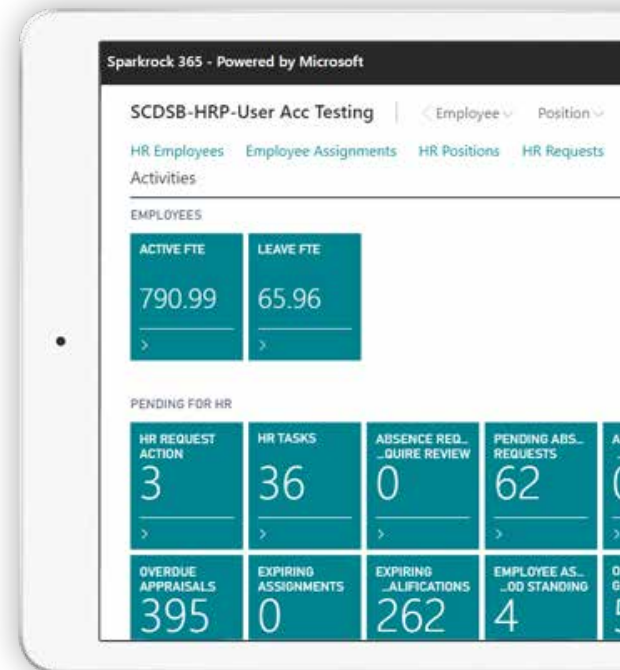 Sparkrock 365 - Powered by Microsoft
SCDSB-HRP-User Acc Testing Employee Position
HR Employees Employee Assignments HR Positions HR Requests
Activities
EMPLOYEES
ACTIVE FTE LEAVE FTE
790.99 65.96
PENDING FOR HR
HR REQUEST ACTION HR TASKS ABSENCE REQ... ...QUIRE REVIEW PENDING ABS... REQUESTS
3 36 0 62
OVERDUE APPRAISALS EXPIRING ASSIGNMENTS EXPIRING ...ALIFICATIONS EMPLOYEE AS... ...OD STANDING
395 0 262 4